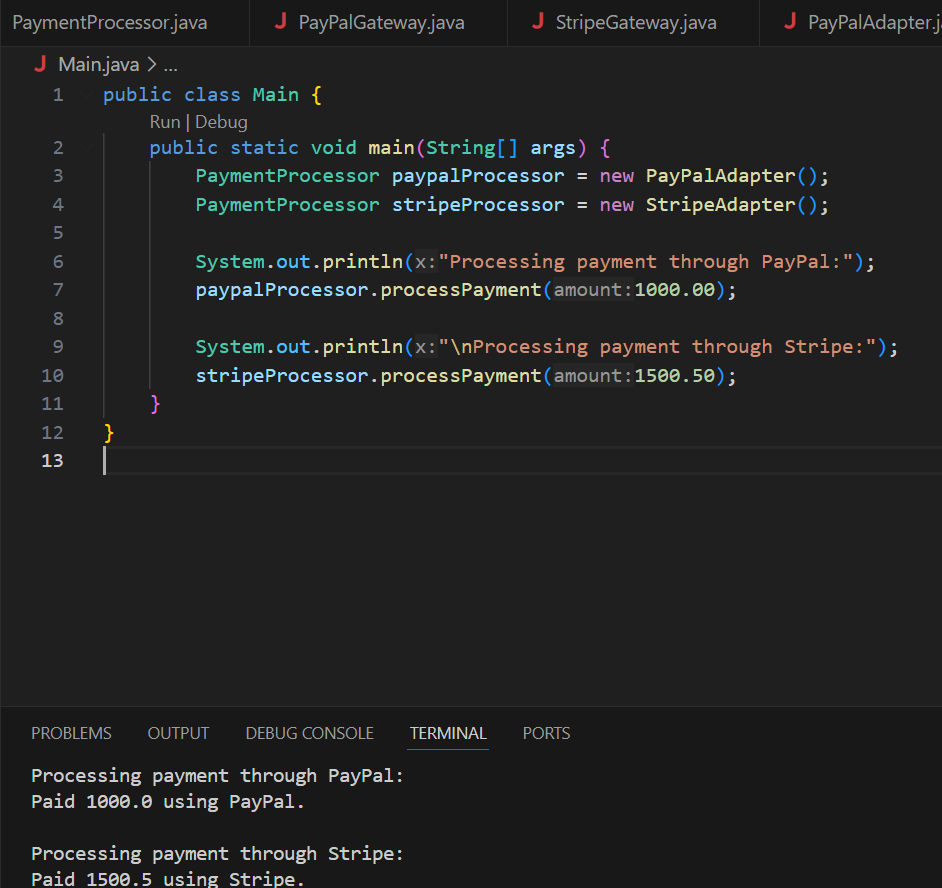 PaymentProcessor.java
J PayPalGateway.java
J StripeGateway.java
J PayPalAdapter.j
J Main.java > ...
1 public class Main {
Run | Debug
2 public static void main(String[] args) {
3 PaymentProcessor paypalProcessor = new PayPalAdapter();
4 PaymentProcessor stripeProcessor = new StripeAdapter();
5
6 System.out.println(x:"Processing payment through PayPal:");
7 paypalProcessor.processPayment(amount:1000.00);
8
9 System.out.println(x:"\nProcessing payment through Stripe:");
10 stripeProcessor.processPayment(amount:1500.50);
11 }
12 }
13
PROBLEMS OUTPUT DEBUG CONSOLE TERMINAL PORTS
Processing payment through PayPal:
Paid 1000.0 using PayPal.
Processing payment through Stripe:
Paid 1500.5 using Stripe.